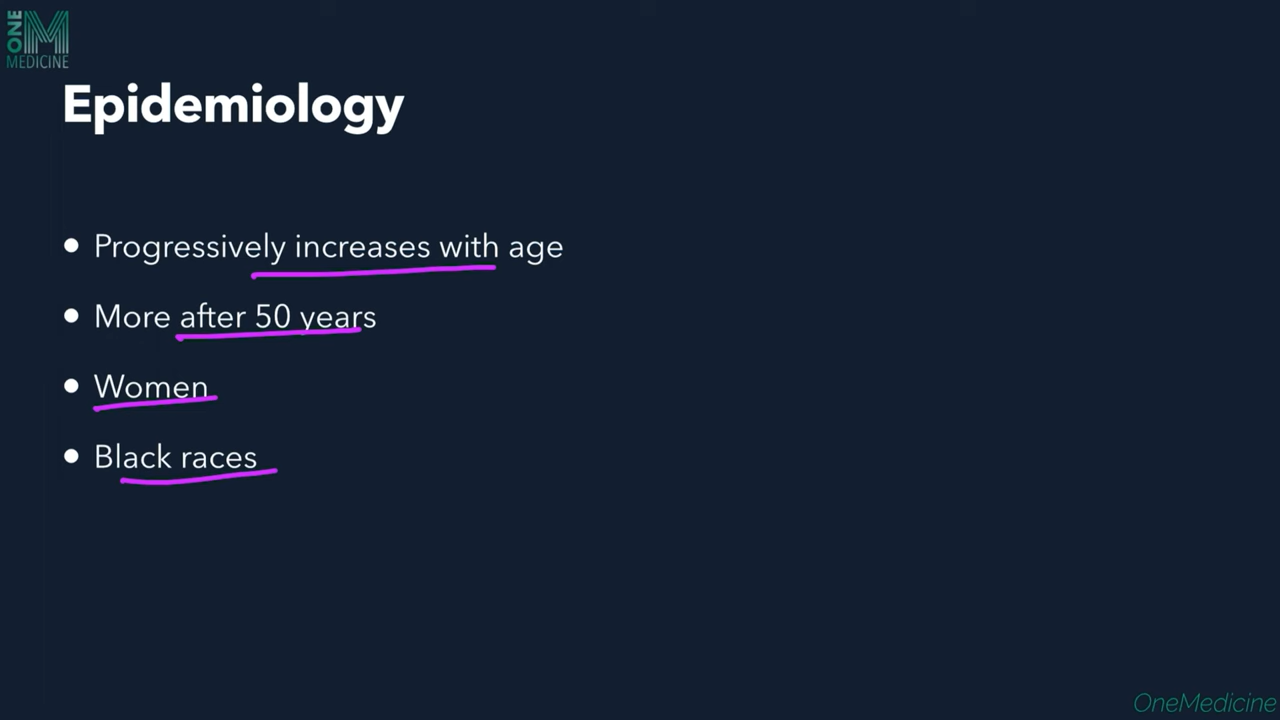 ONE
M
MEDICINE
Epidemiology
• Progressively increases with age
• More after 50 years
• Women
• Black races
OneMedicine